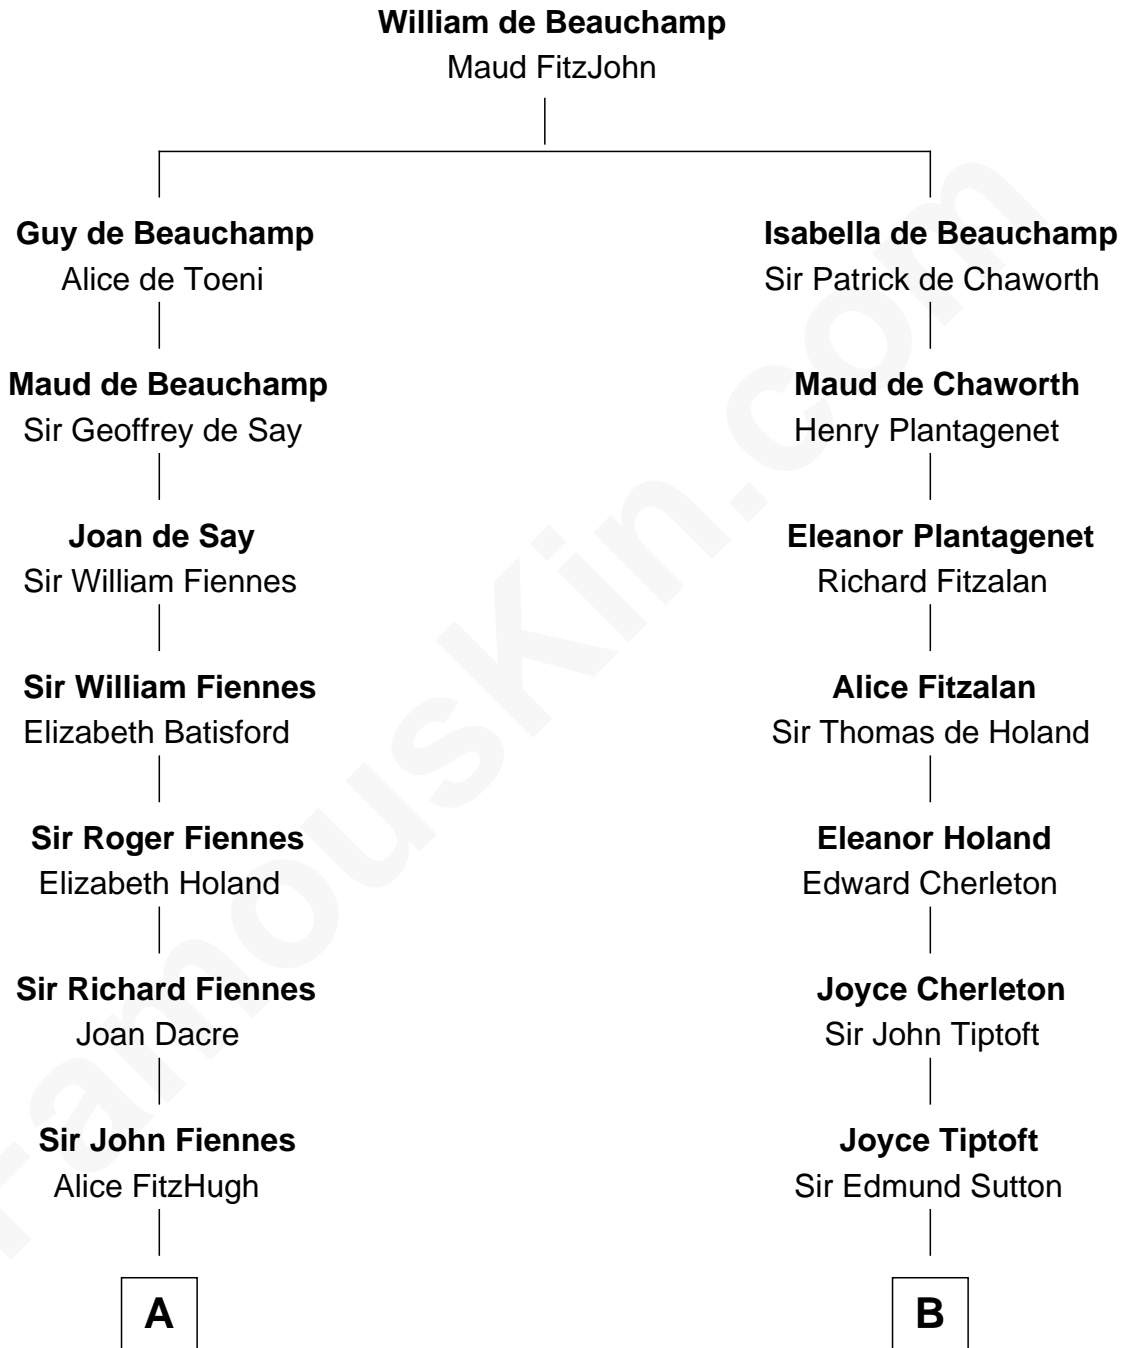 William de Beauchamp
Maud FitzJohn
Guy de Beauchamp
Alice de Toeni
Isabella de Beauchamp
Sir Patrick de Chaworth
Maud de Beauchamp
Sir Geoffrey de Say
Maud de Chaworth
Henry Plantagenet
Joan de Say
Sir William Fiennes
Eleanor Plantagenet
Richard Fitzalan
Sir William Fiennes
Elizabeth Batisford
Alice Fitzalan
Sir Thomas de Holand
Sir Roger Fiennes
Elizabeth Holand
Eleanor Holand
Edward Cherleton
Sir Richard Fiennes
Joan Dacre
Joyce Cherleton
Sir John Tiptoft
Sir John Fiennes
Alice FitzHugh
Joyce Tiptoft
Sir Edmund Sutton
A
B
FamousKin.com